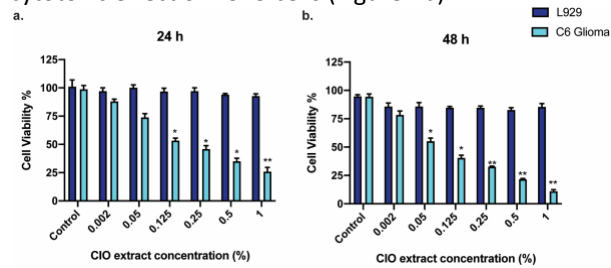 (Figure
L929
C6 Glioma
a.
24 h
Cell Viability %
125
100
75
50
25
0
* * * **
Control 0.002 0.05 0.125 0.25 0.5 1
CIO extract concentration (%)
b.
48 h
Cell Viability %
125
100
75
50
25
0
* * ** ** **
Control 0.002 0.05 0.125 0.25 0.5 1
CIO extract concentration (%)